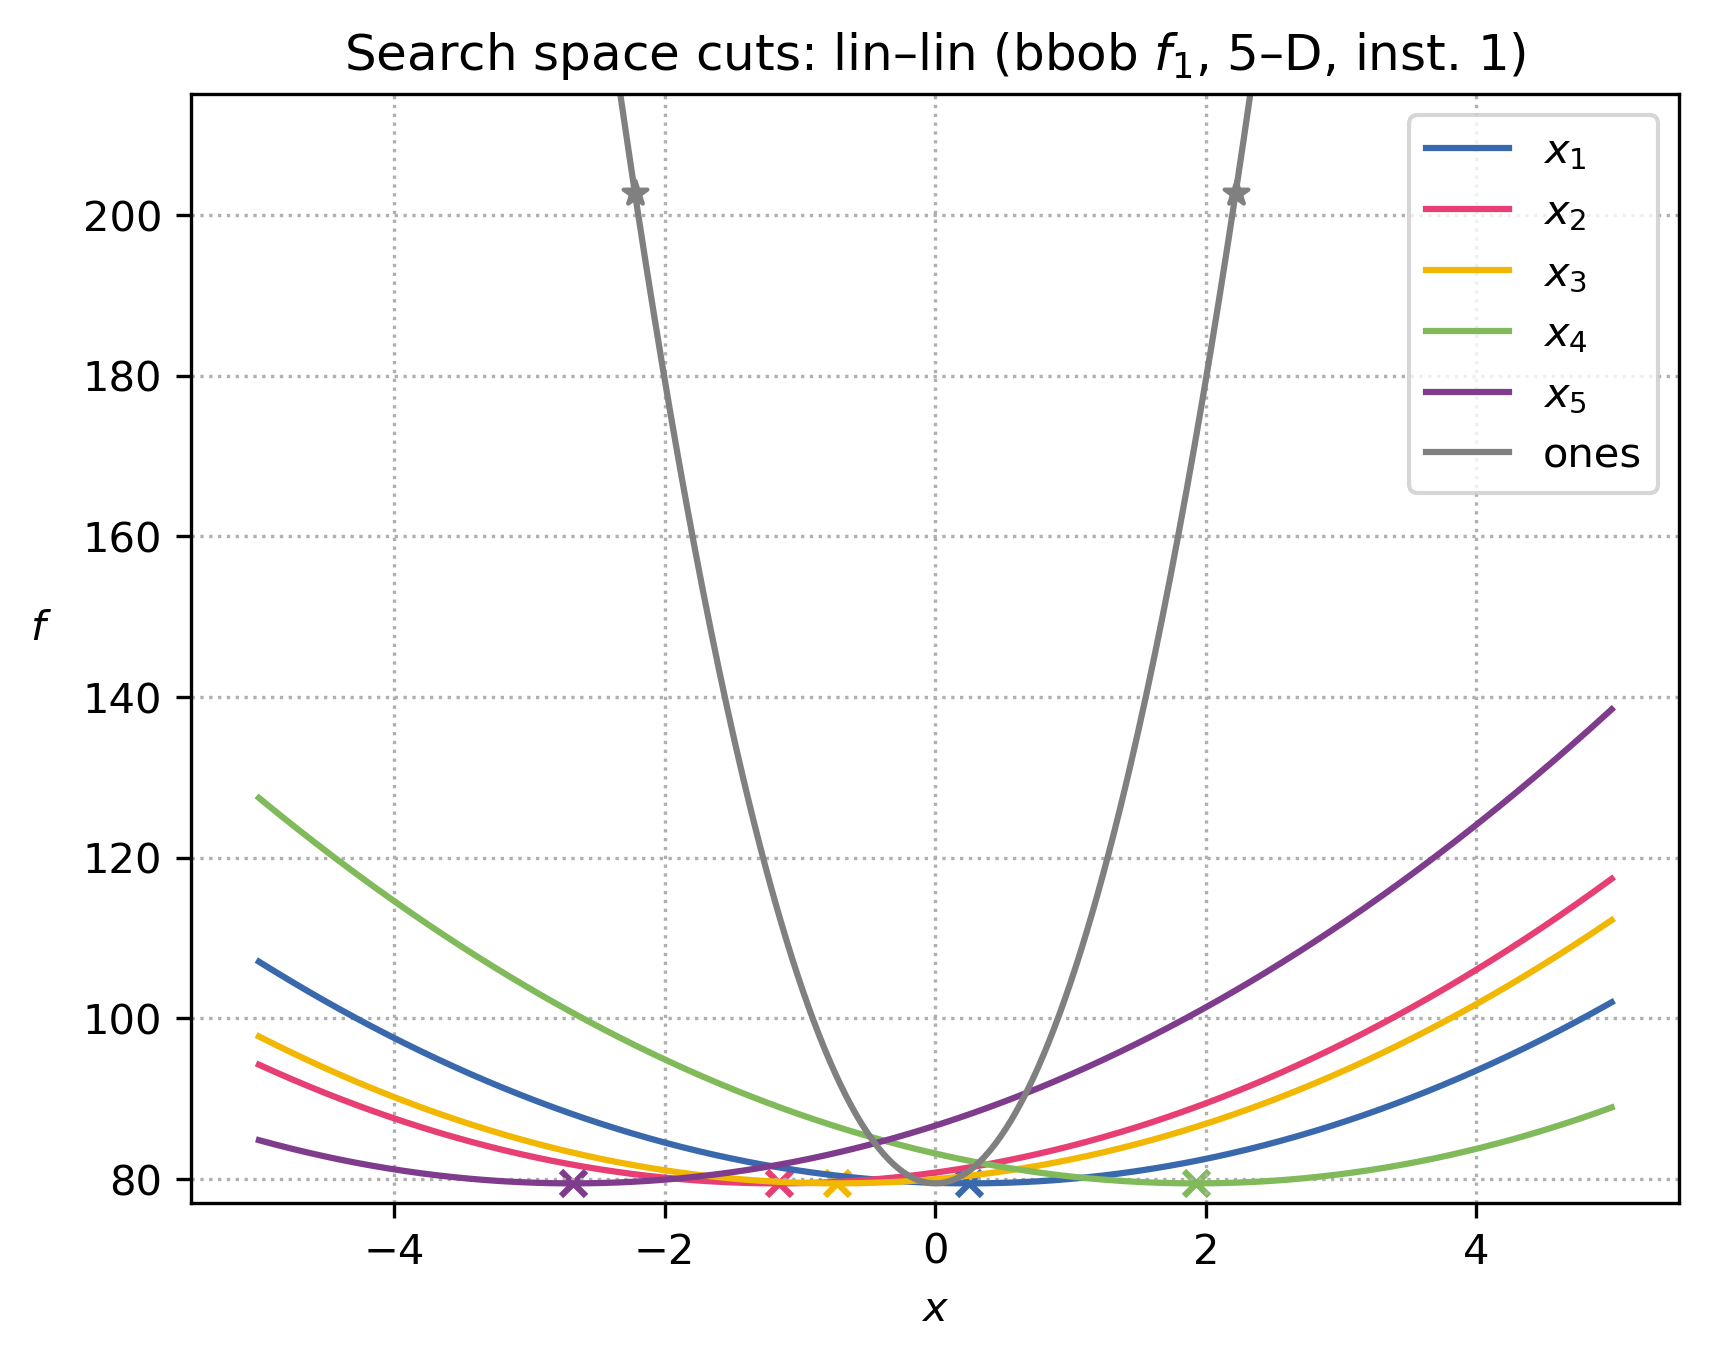 Search space cuts: lin–lin (bbob f₁, 5–D, inst. 1)
x₁
x₂
x₃
x₄
x₅
ones
200
180
160
140
120
100
80
f
−4
−2
0
2
4
x